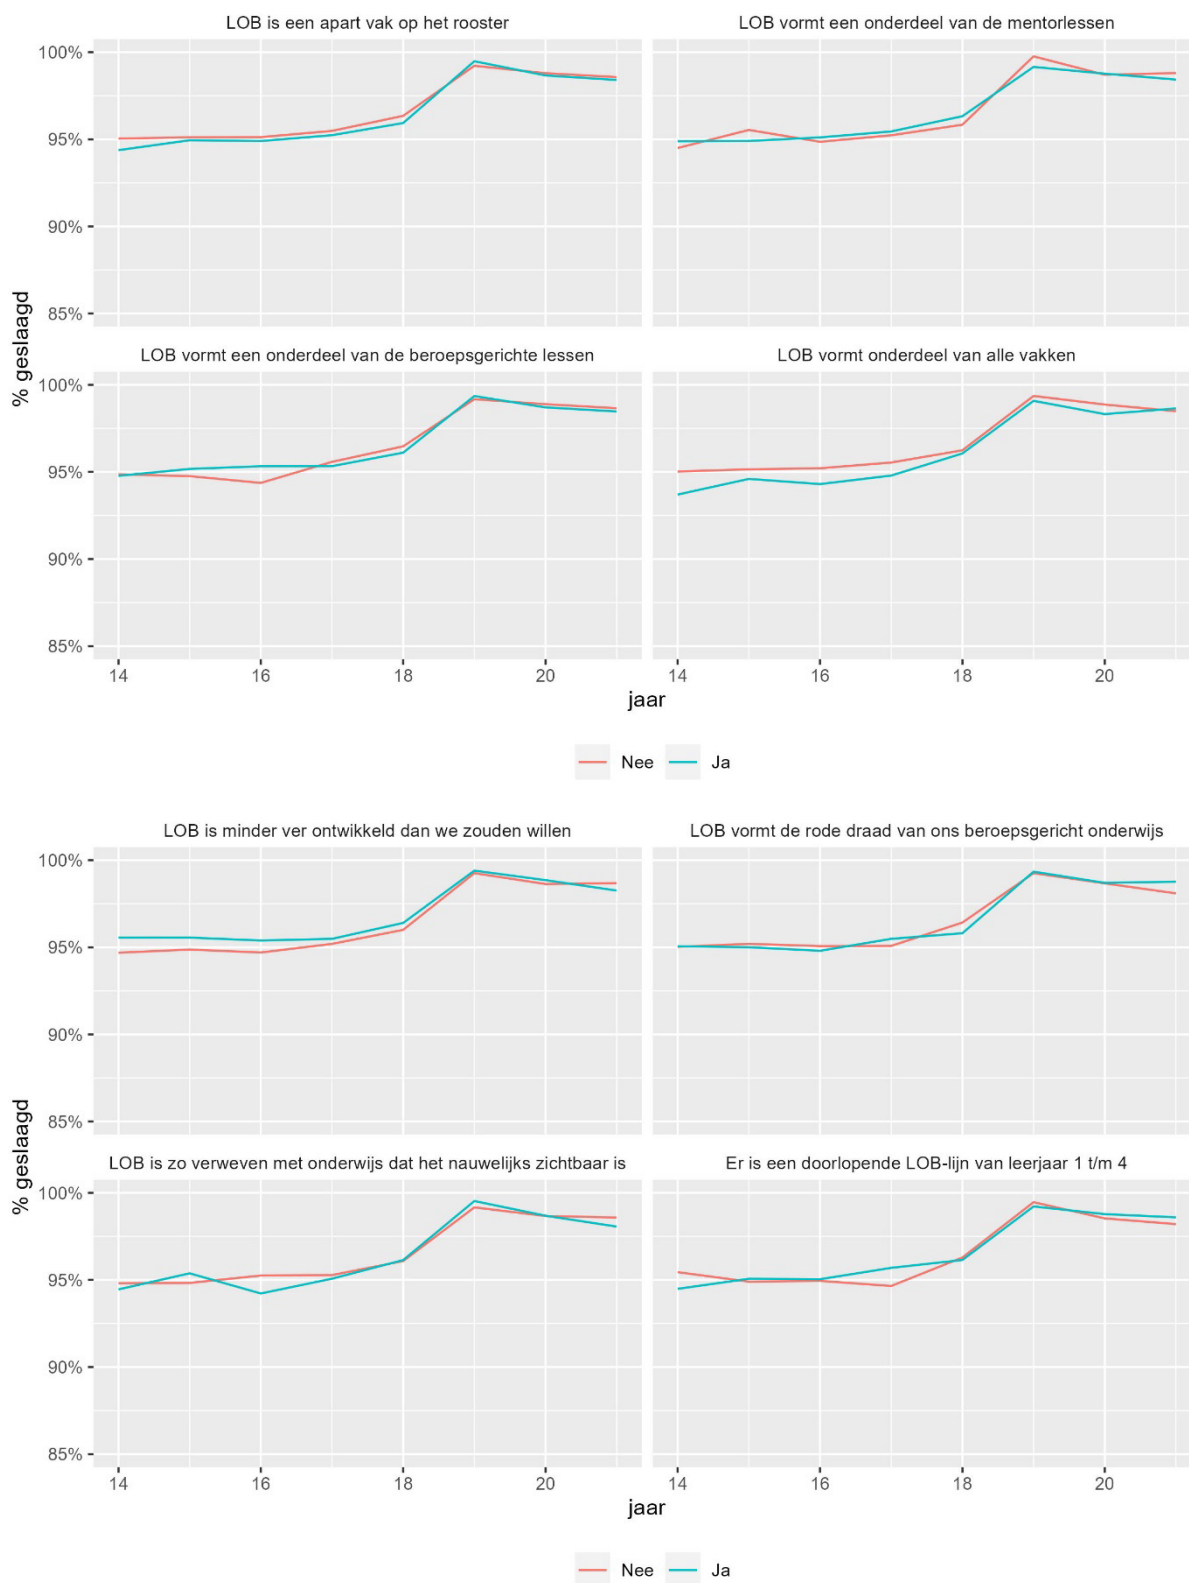 LOB is een apart vak op het rooster
LOB vormt een onderdeel van de mentorlessen
100%
95%
90%
85%
% geslaagd
LOB vormt een onderdeel van de beroepsgerichte lessen
LOB vormt onderdeel van alle vakken
100%
95%
90%
85%
14 16 18 20
14 16 18 20
jaar
Nee Ja
LOB is minder ver ontwikkeld dan we zouden willen
LOB vormt de rode draad van ons beroepsgericht onderwijs
100%
95%
90%
85%
% geslaagd
LOB is zo verweven met onderwijs dat het nauwelijks zichtbaar is
Er is een doorlopende LOB-lijn van leerjaar 1 t/m 4
100%
95%
90%
85%
14 16 18 20
14 16 18 20
jaar
Nee Ja